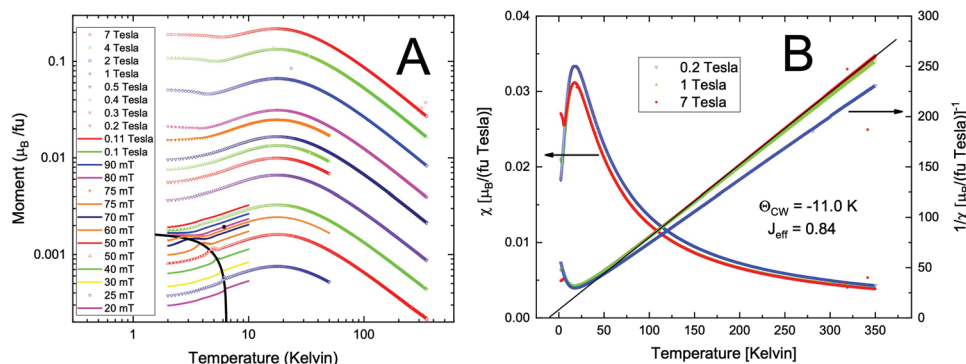 A
7 Tesla
4 Tesla
2 Tesla
1 Tesla
0.5 Tesla
0.4 Tesla
0.3 Tesla
0.2 Tesla
0.11 Tesla
0.1 Tesla
90 mT
80 mT
75 mT
75 mT
70 mT
60 mT
50 mT
50 mT
40 mT
30 mT
25 mT
20 mT
Moment (μB/fu)
0.1
0.01
0.001
0.1
1
10
100
Temperature (Kelvin)
B
0.2 Tesla
1 Tesla
7 Tesla
χ [μB/(fu Tesla)]
0.04
0.03
0.02
0.01
0.00
0
50
100
150
200
250
300
350
400
Temperature [Kelvin]
300
250
200
150
100
50
0
1/χ [μB/(fu Tesla)]⁻¹
ΘCW = -11.0 K
Jeff = 0.84